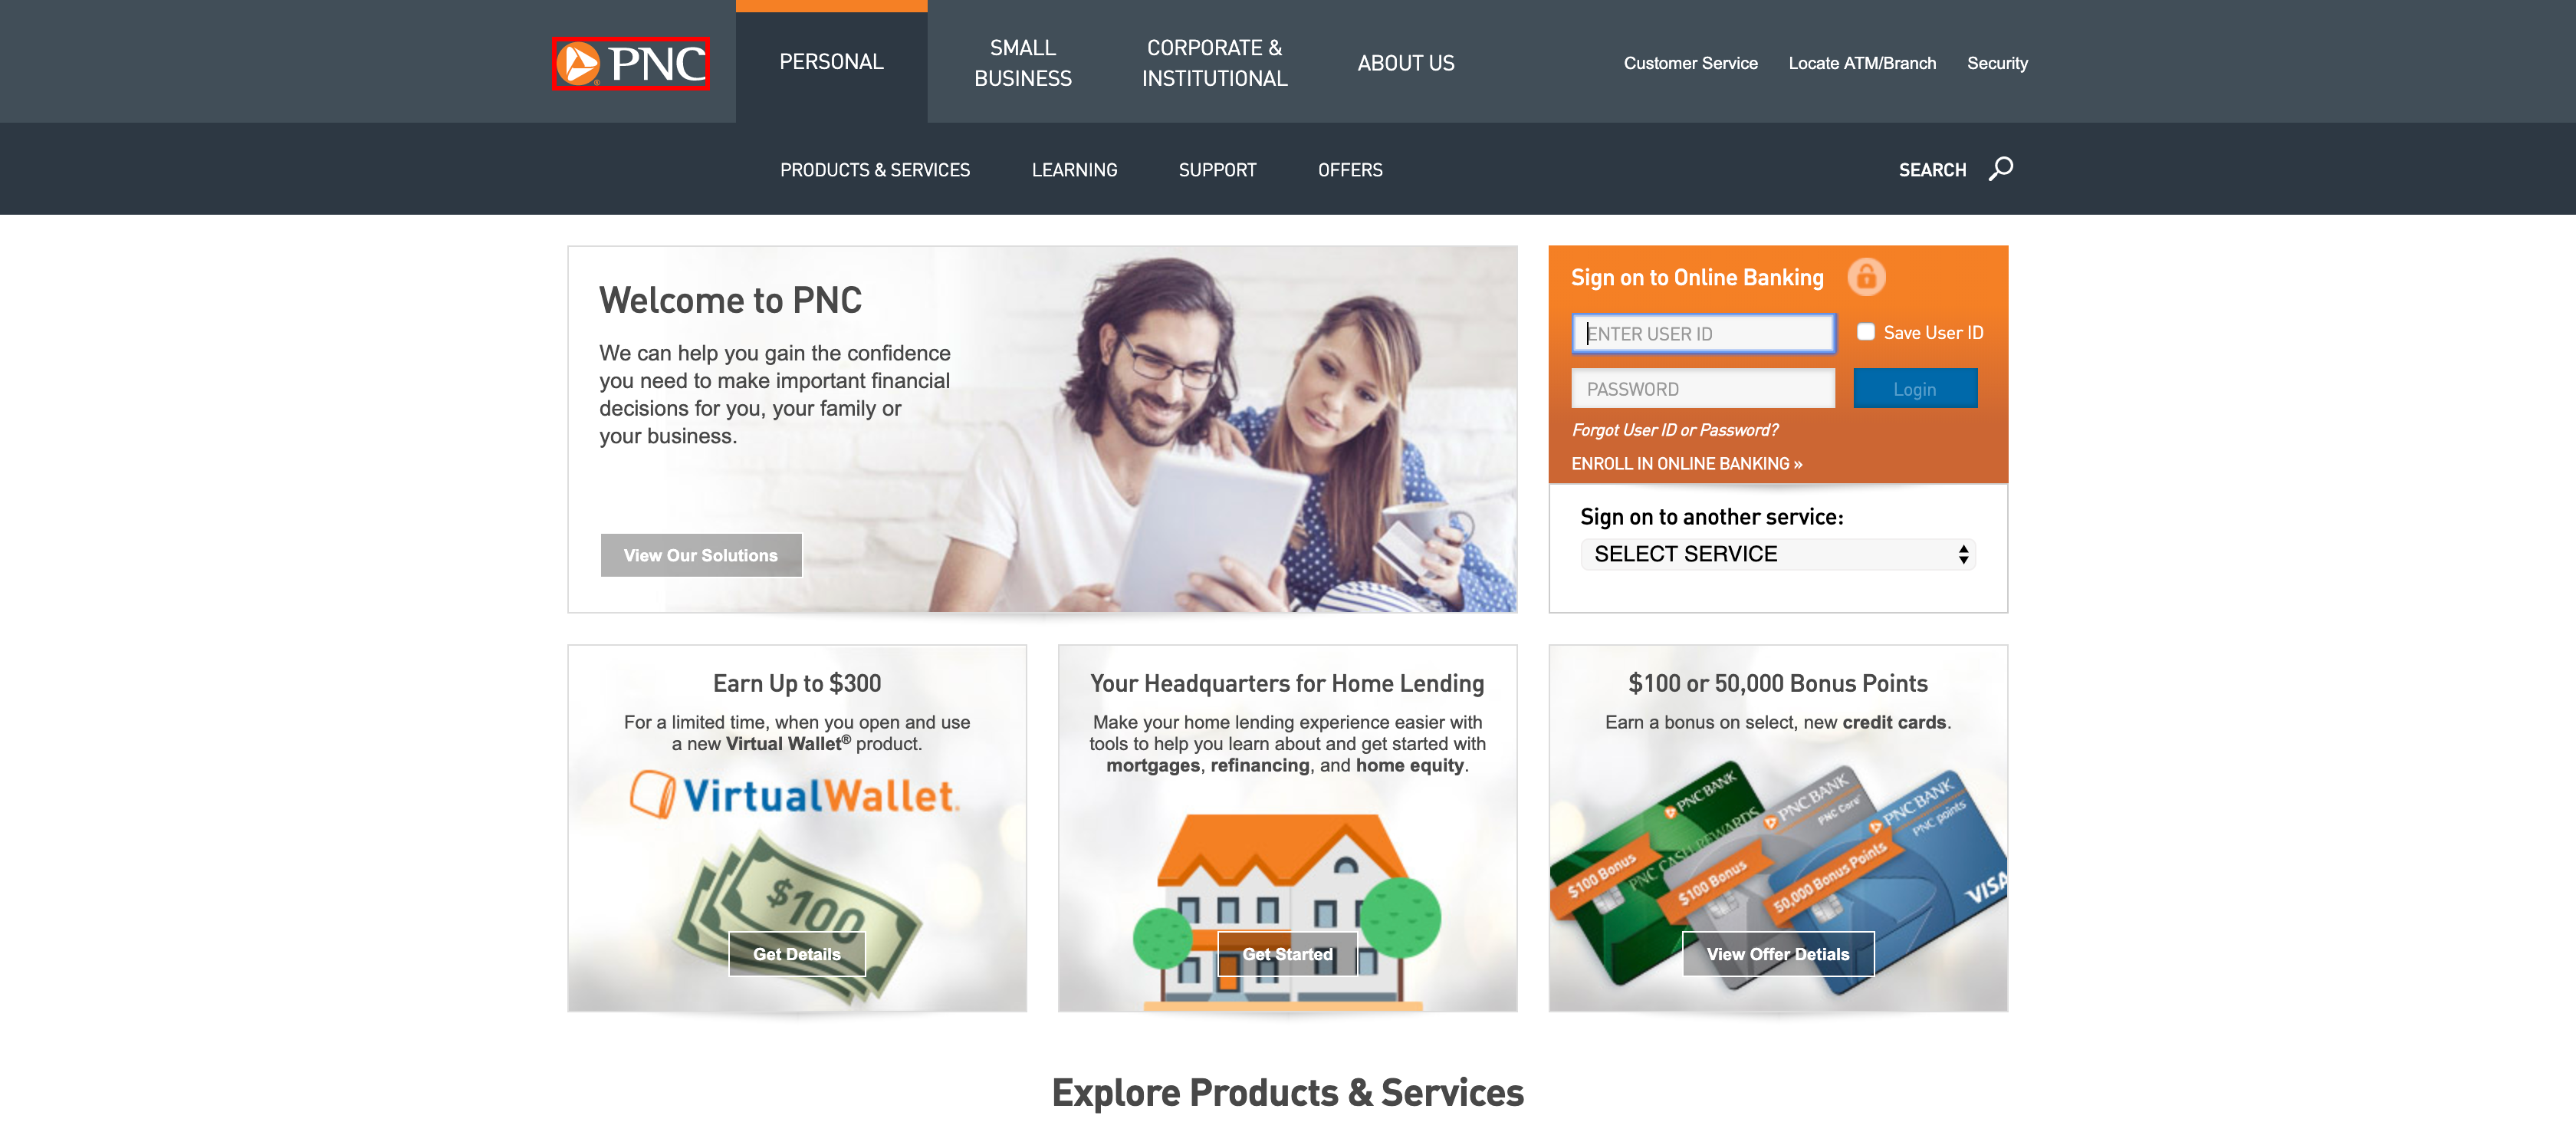 PNC
PERSONAL
SMALL
BUSINESS
CORPORATE &
INSTITUTIONAL
ABOUT US
Customer Service
Locate ATM/Branch
Security
PRODUCTS & SERVICES
LEARNING
SUPPORT
OFFERS
SEARCH
Welcome to PNC
We can help you gain the confidence
you need to make important financial
decisions for you, your family or
your business.
View Our Solutions
Sign on to Online Banking
ENTER USER ID
Save User ID
PASSWORD
Login
Forgot User ID or Password?
ENROLL IN ONLINE BANKING »
Sign on to another service:
SELECT SERVICE
Earn Up to $300
For a limited time, when you open and use
a new Virtual Wallet® product.
VirtualWallet.
$100
Get Details
Your Headquarters for Home Lending
Make your home lending experience easier with
tools to help you learn about and get started with
mortgages, refinancing, and home equity.
Get Started
$100 or 50,000 Bonus Points
Earn a bonus on select, new credit cards.
PNC BANK
PNC CASH REWARDS
$100 Bonus
PNC BANK
PNC Core
$100 Bonus
PNC BANK
PNC points
50,000 Bonus Points
VISA
View Offer Detials
Explore Products & Services